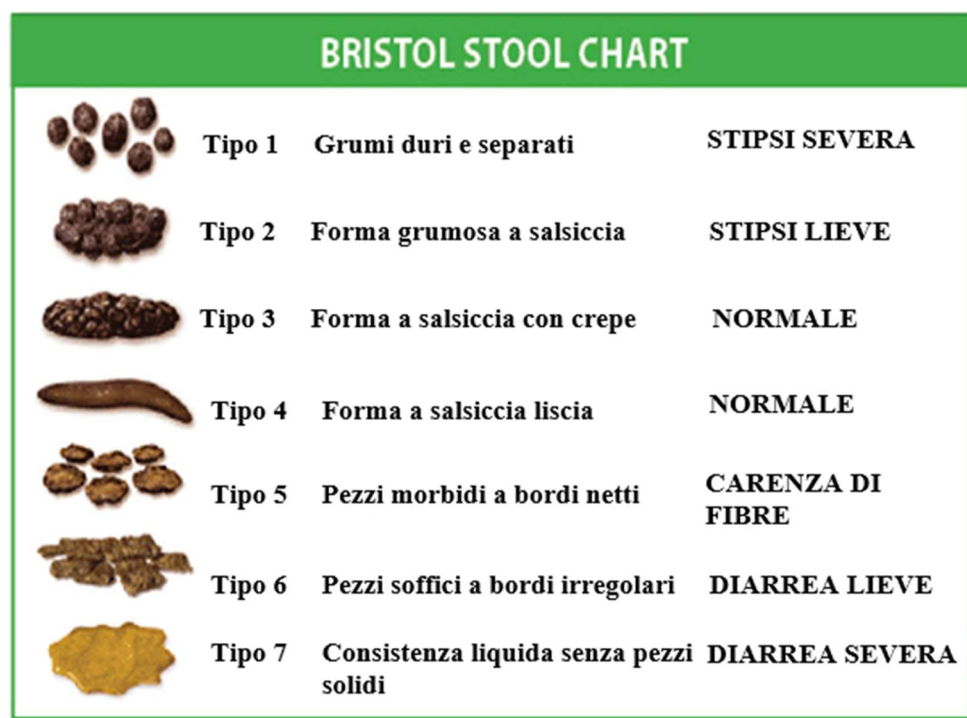 BRISTOL STOOL CHART
Tipo 1 Grumi duri e separati STIPSI SEVERA
Tipo 2 Forma grumosa a salsiccia STIPSI LIEVE
Tipo 3 Forma a salsiccia con crepe NORMALE
Tipo 4 Forma a salsiccia liscia NORMALE
Tipo 5 Pezzi morbidi a bordi netti CARENZA DI
FIBRE
Tipo 6 Pezzi soffici a bordi irregolari DIARREA LIEVE
Tipo 7 Consistenza liquida senza pezzi DIARREA SEVERA
solidi